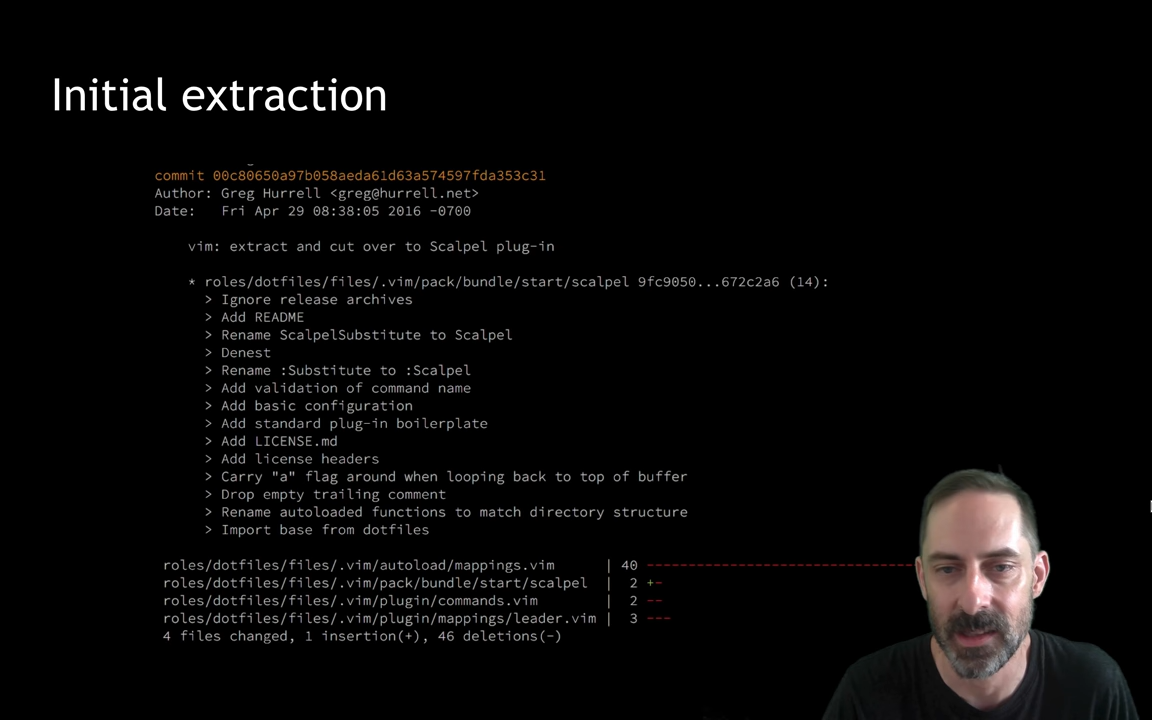 Initial extraction
commit 00c80650a97b058aeda61d63a574597fda353c31
Author: Greg Hurrell <greg@hurrell.net>
Date:   Fri Apr 29 08:38:05 2016 -0700
vim: extract and cut over to Scalpel plug-in
* roles/dotfiles/files/.vim/pack/bundle/start/scalpel 9fc9050...672c2a6 (14):
> Ignore release archives
> Add README
> Rename ScalpelSubstitute to Scalpel
> Denest
> Rename :Substitute to :Scalpel
> Add validation of command name
> Add basic configuration
> Add standard plug-in boilerplate
> Add LICENSE.md
> Add license headers
> Carry "a" flag around when looping back to top of buffer
> Drop empty trailing comment
> Rename autoloaded functions to match directory structure
> Import base from dotfiles
roles/dotfiles/files/.vim/autoload/mappings.vim | 40 --------------------------------
roles/dotfiles/files/.vim/pack/bundle/start/scalpel | 2 +-
roles/dotfiles/files/.vim/plugin/commands.vim | 2 --
roles/dotfiles/files/.vim/plugin/mappings/leader.vim | 3 ---
4 files changed, 1 insertion(+), 46 deletions(-)